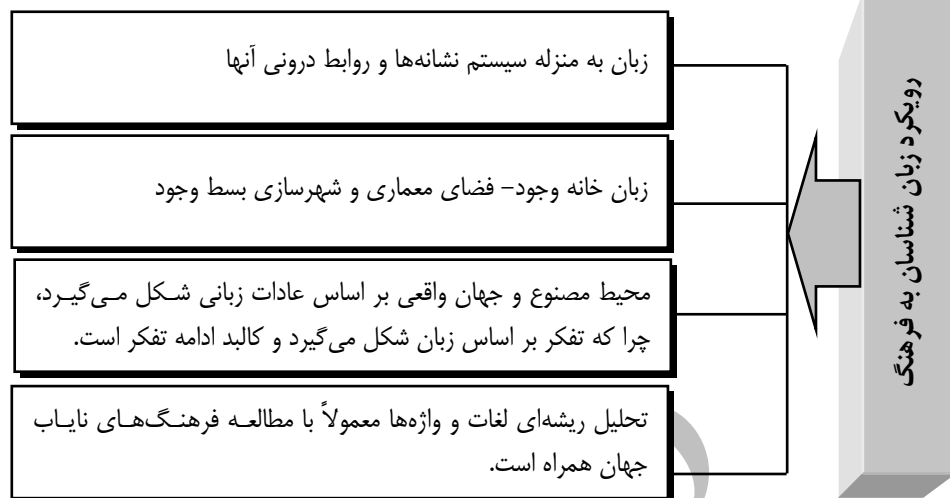 رویکرد زبان شناسان به فرهنگ
زبان به منزله سیستم نشانه‌ها و روابط درونی آنها
زبان خانه وجود- فضای معماری و شهرسازی بسط وجود
محیط مصنوع و جهان واقعی بر اساس عادات زبانی شکل می‌گیرد،
چرا که تفکر بر اساس زبان شکل می‌گیرد و کالبد ادامه تفکر است.
تحلیل ریشه‌ای لغات و واژه‌ها معمولاً با مطالعه فرهنگ‌های نایاب
جهان همراه است.